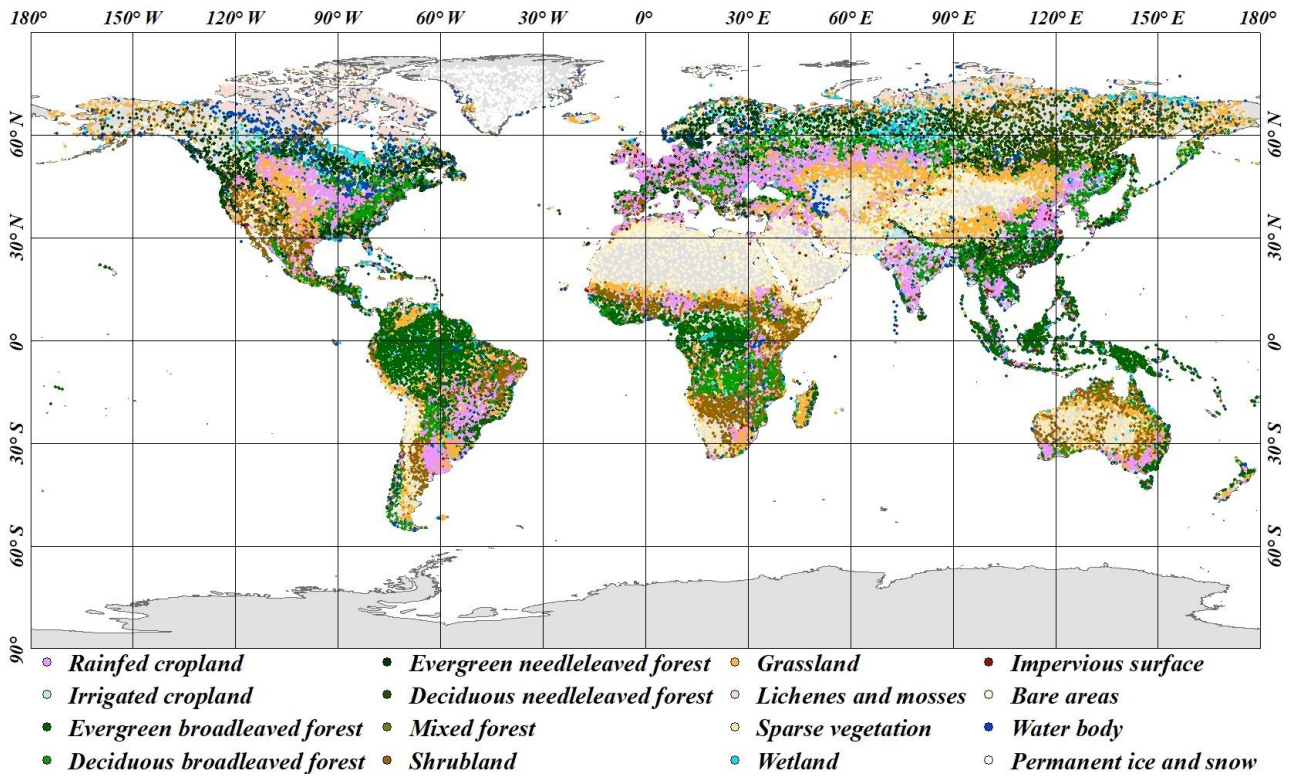 180° 150° W 120° W 90° W 60° W 30° W 0° 30° E 60° E 90° E 120° E 150° E 180°
60° N 60° N
30° N 30° N
0° 0°
30° S 30° S
60° S 60° S
90°
Rainfed cropland Evergreen needleleaved forest Grassland Impervious surface
Irrigated cropland Deciduous needleleaved forest Lichenes and mosses Bare areas
Evergreen broadleaved forest Mixed forest Sparse vegetation Water body
Deciduous broadleaved forest Shrubland Wetland Permanent ice and snow